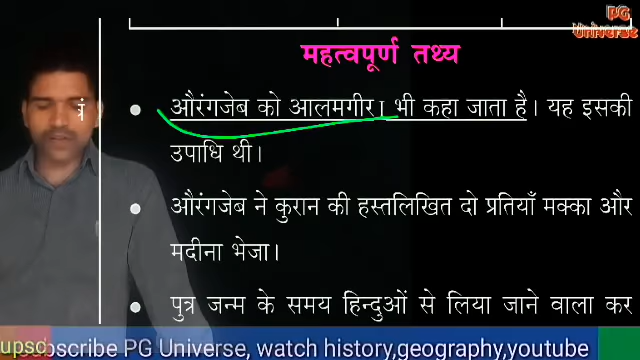 PG
Universe
महत्वपूर्ण तथ्य
• औरंगजेब को आलमगीर। भी कहा जाता है। यह इसकी
उपाधि थी।
• औरंगजेब ने कुरान की हस्तलिखित दो प्रतियाँ मक्का और
मदीना भेजा।
• पुत्र जन्म के समय हिन्दुओं से लिया जाने वाला कर
upsc subscribe PG Universe, watch history,geography,youtube